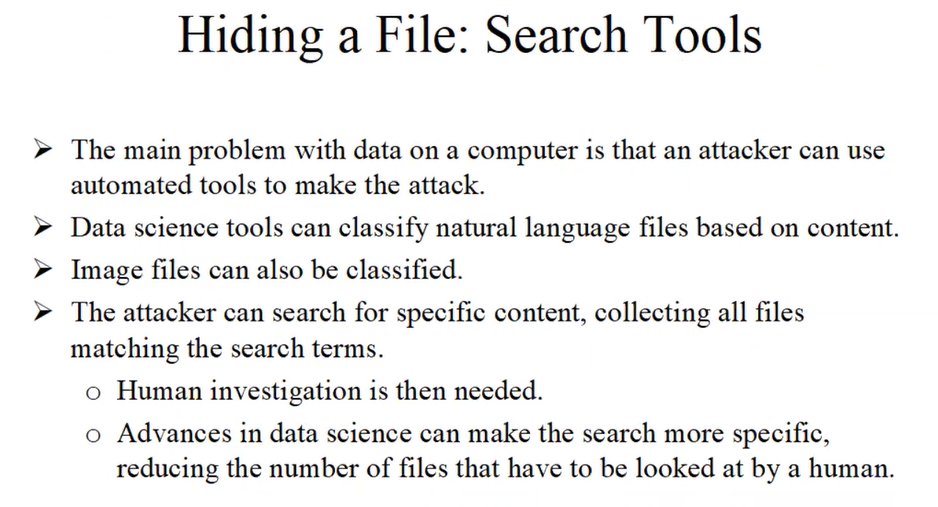 Hiding a File: Search Tools
➢ The main problem with data on a computer is that an attacker can use
automated tools to make the attack.
➢ Data science tools can classify natural language files based on content.
➢ Image files can also be classified.
➢ The attacker can search for specific content, collecting all files
matching the search terms.
o Human investigation is then needed.
o Advances in data science can make the search more specific,
reducing the number of files that have to be looked at by a human.